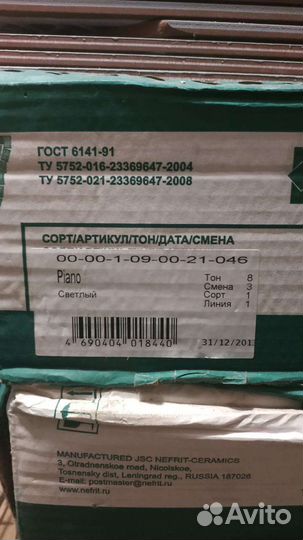 ГОСТ 6141-91
ТУ 5752-016-23369647-2004
ТУ 5752-021-23369647-2008
СОРТ/АРТИКУЛ/ТОН/ДАТА/СМЕНА
00-00-1-09-00-21-046
Piano Тон 8
Светлый Смена 3
Сорт 1
Линия 1
4 690404 018440 31/12/2013
MANUFACTURED JSC NEFRIT-CERAMICS
3, Otradnenskoe road, Nicolskoe,
Tosnensky dist, Leningrad reg., RUSSIA 187026
E-mail: postmaster@nefrit.ru
www.nefrit.ru
Avito